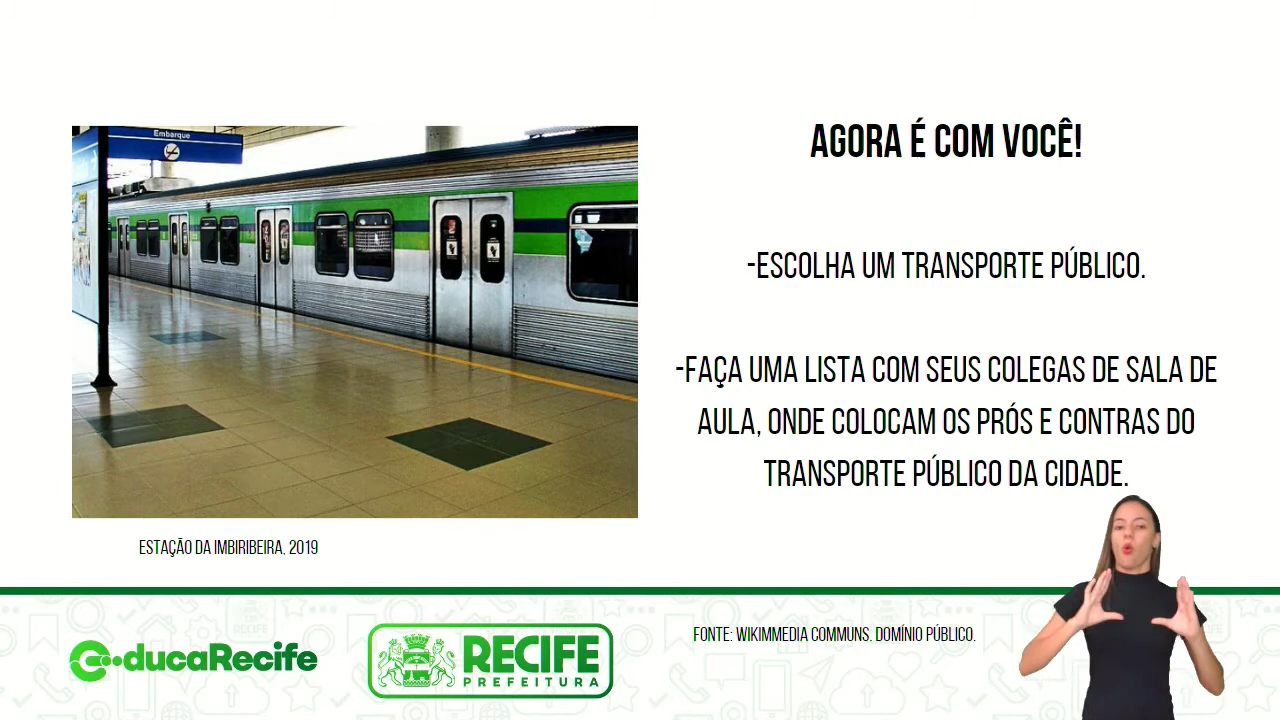 Embarque
AGORA É COM VOCÊ!
-ESCOLHA UM TRANSPORTE PÚBLICO.
-FAÇA UMA LISTA COM SEUS COLEGAS DE SALA DE
AULA, ONDE COLOCAM OS PRÓS E CONTRAS DO
TRANSPORTE PÚBLICO DA CIDADE.
ESTAÇÃO DA IMBIRIBEIRA, 2019
FONTE: WIKIMMEDIA COMMUNS. DOMÍNIO PÚBLICO.
ducaRecife
RECIFE
PREFEITURA